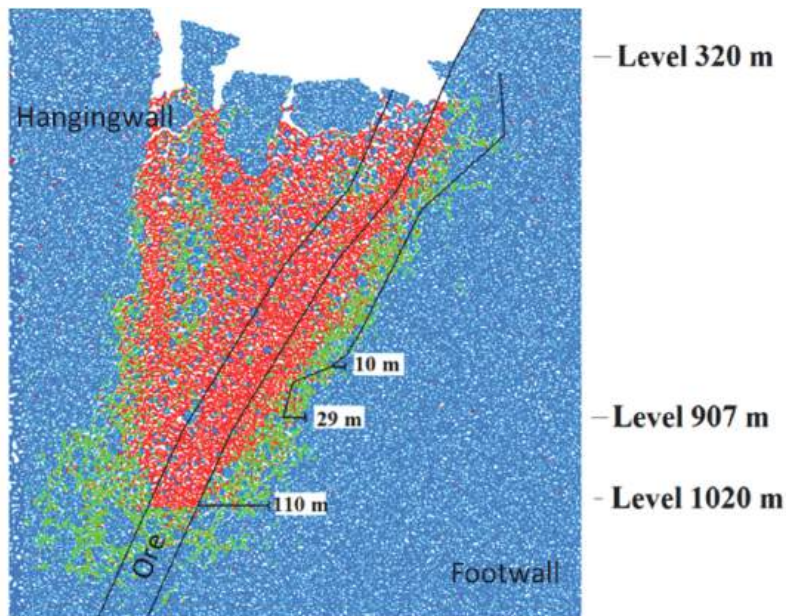 Level 320 m
Hangingwall
10 m
29 m
Level 907 m
Level 1020 m
110 m
Ore
Footwall